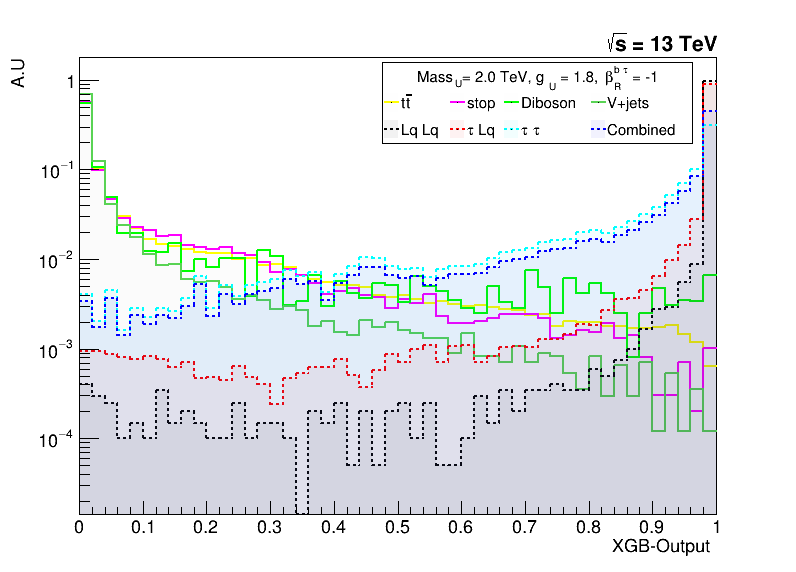 √s = 13 TeV
A.U
Mass_U = 2.0 TeV, g_U = 1.8, β_R^{b τ} = -1
tt̄ stop Diboson V+jets
Lq Lq τ Lq τ τ Combined
1
10⁻¹
10⁻²
10⁻³
10⁻⁴
0 0.1 0.2 0.3 0.4 0.5 0.6 0.7 0.8 0.9 1
XGB-Output